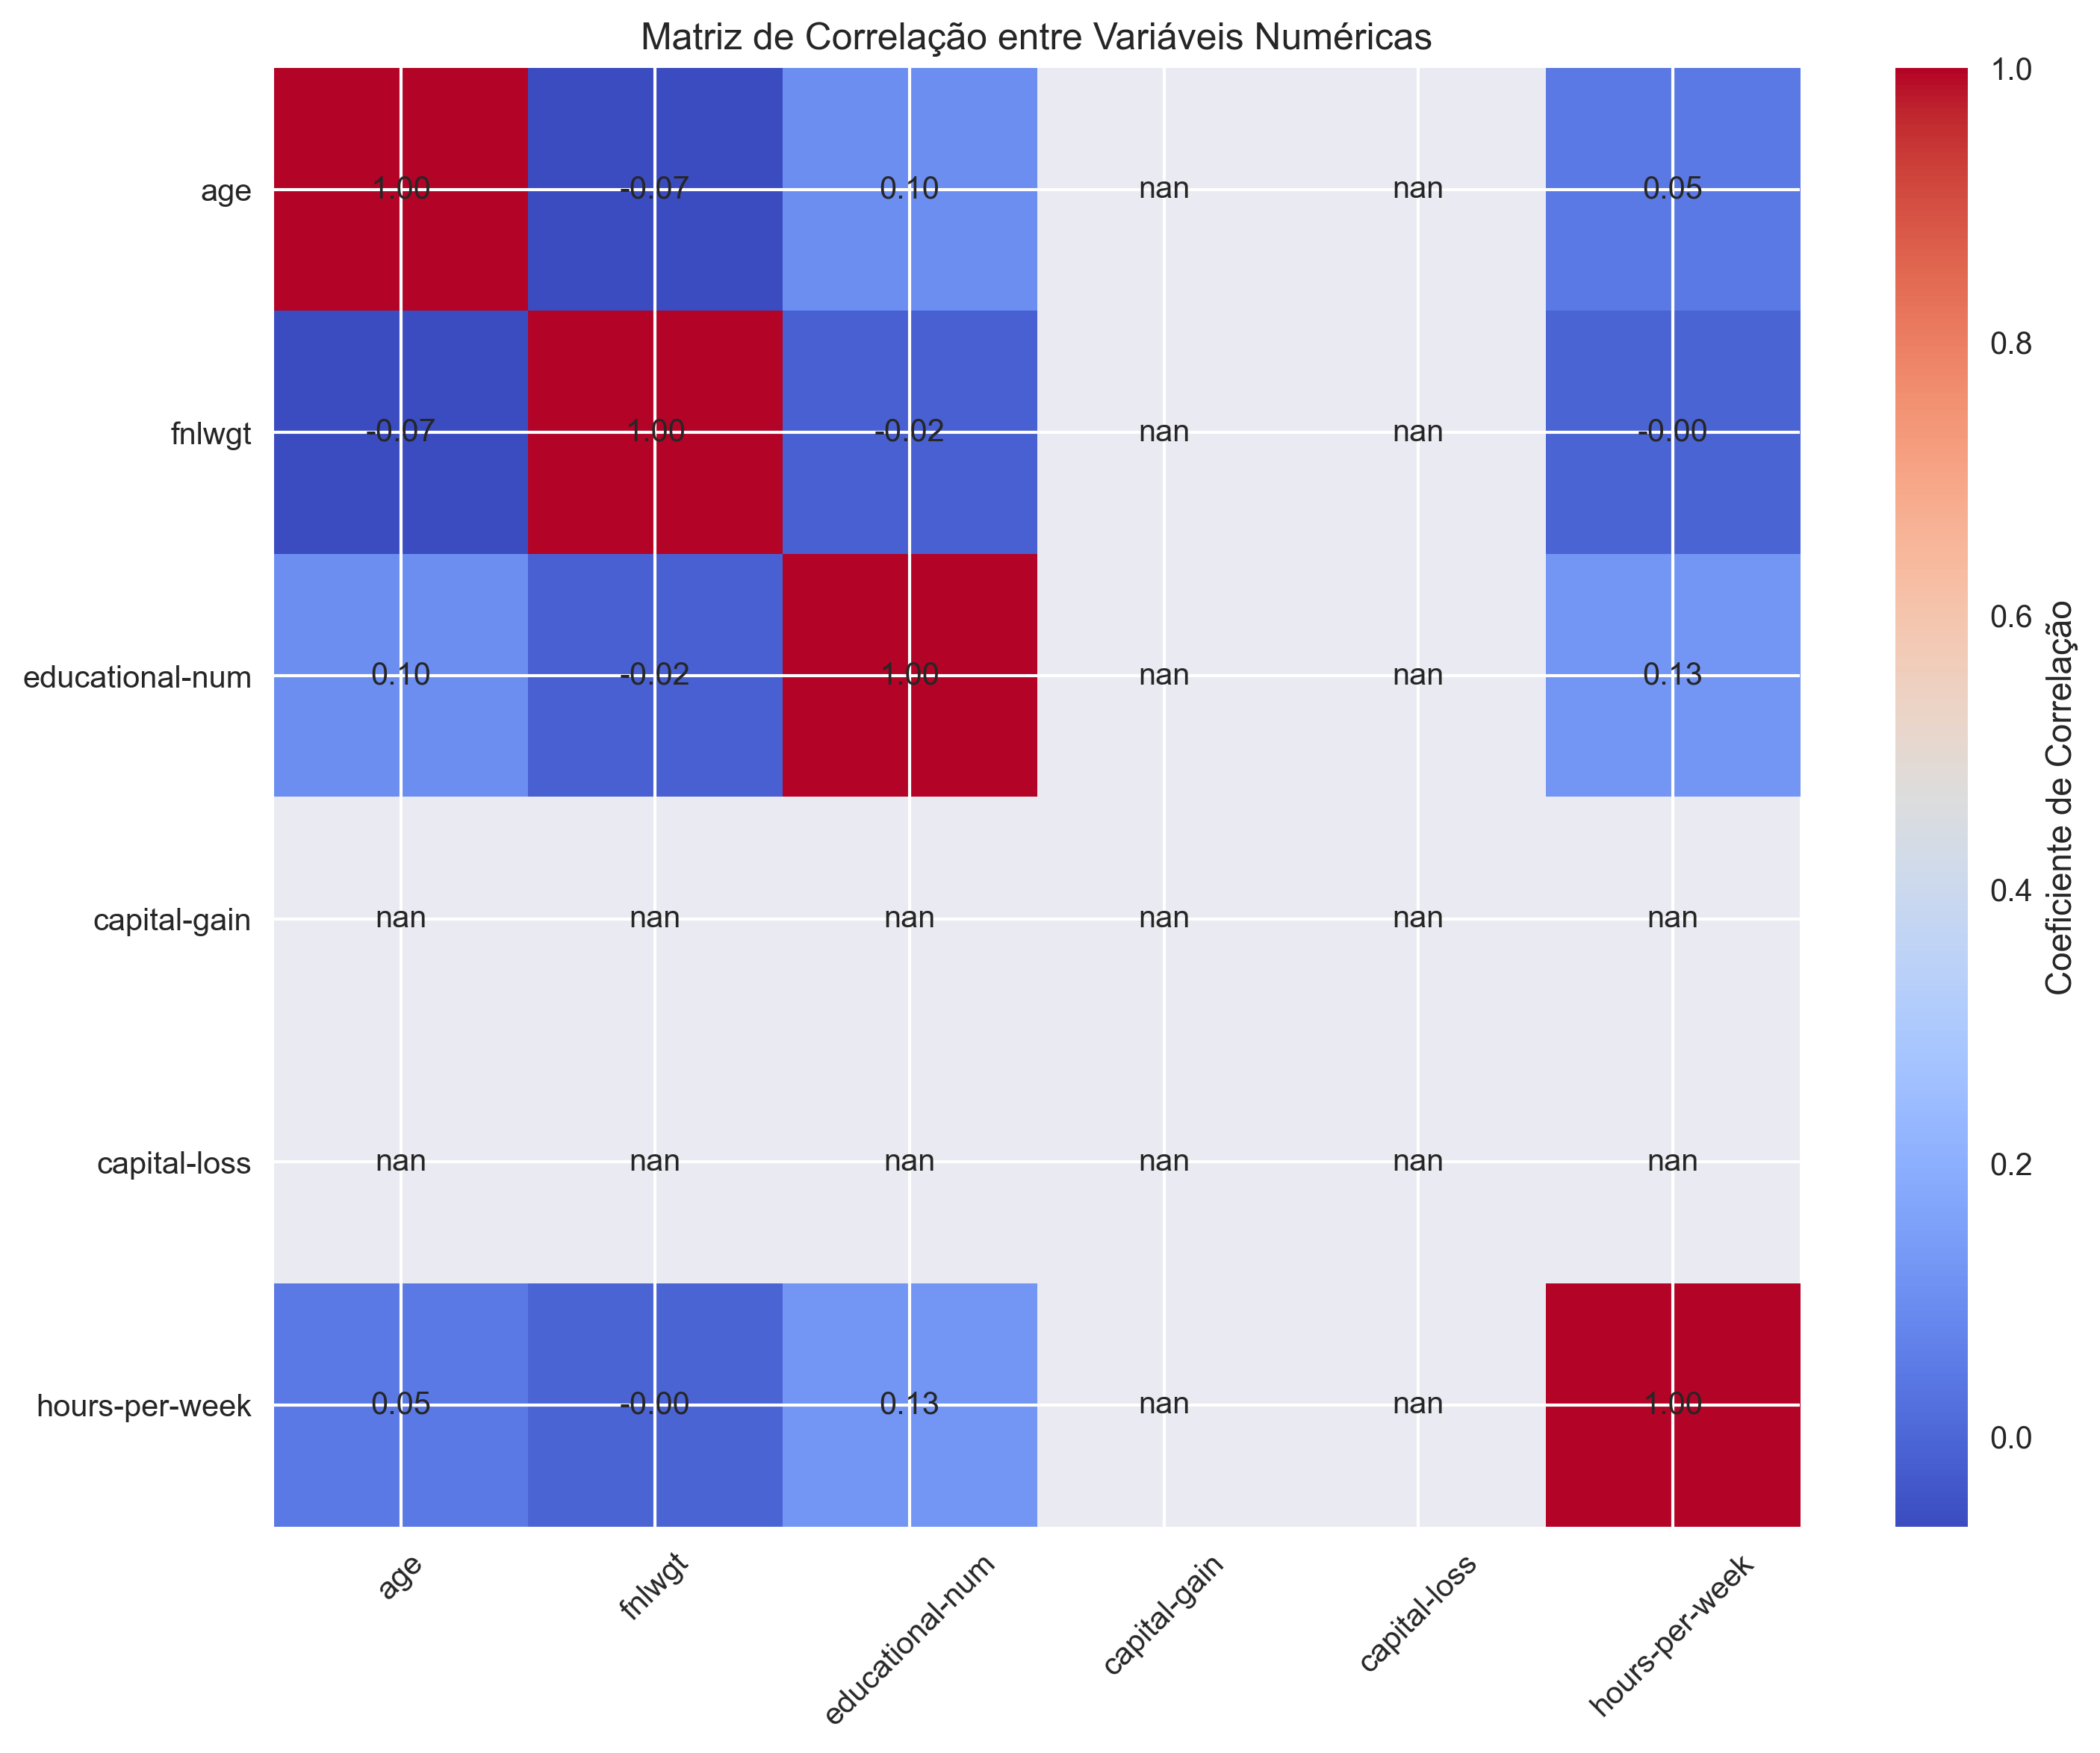 Matriz de Correlação entre Variáveis Numéricas
age 1.00 -0.07 0.10 nan nan 0.05
fnlwgt -0.07 1.00 -0.02 nan nan -0.00
educational-num 0.10 -0.02 1.00 nan nan 0.13
capital-gain nan nan nan nan nan nan
capital-loss nan nan nan nan nan nan
hours-per-week 0.05 -0.00 0.13 nan nan 1.00
age fnlwgt educational-num capital-gain capital-loss hours-per-week
1.0
0.8
0.6
0.4
0.2
0.0
Coeficiente de Correlação